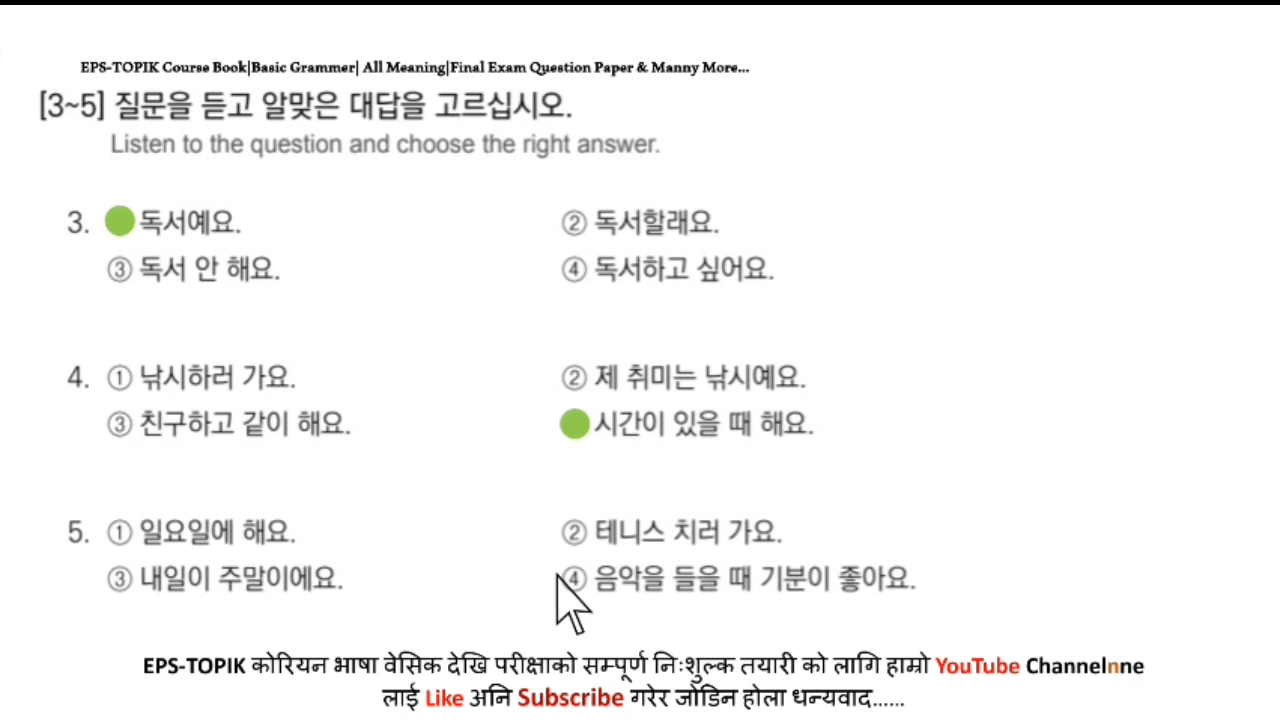 EPS-TOPIK Course Book|Basic Grammer| All Meaning|Final Exam Question Paper & Manny More...
[3~5] 질문을 듣고 알맞은 대답을 고르십시오.
Listen to the question and choose the right answer.
3. 독서예요. ② 독서할래요.
③ 독서 안 해요. ④ 독서하고 싶어요.
4. ① 낚시하러 가요. ② 제 취미는 낚시예요.
③ 친구하고 같이 해요. 시간이 있을 때 해요.
5. ① 일요일에 해요. ② 테니스 치러 가요.
③ 내일이 주말이에요. ④ 음악을 들을 때 기분이 좋아요.
EPS-TOPIK कोरियन भाषा वेसिक देखि परीक्षाको सम्पूर्ण निःशुल्क तयारी को लागि हाम्रो YouTube Channelnne
लाई Like अनि Subscribe गरेर जोडिन होला धन्यवाद......